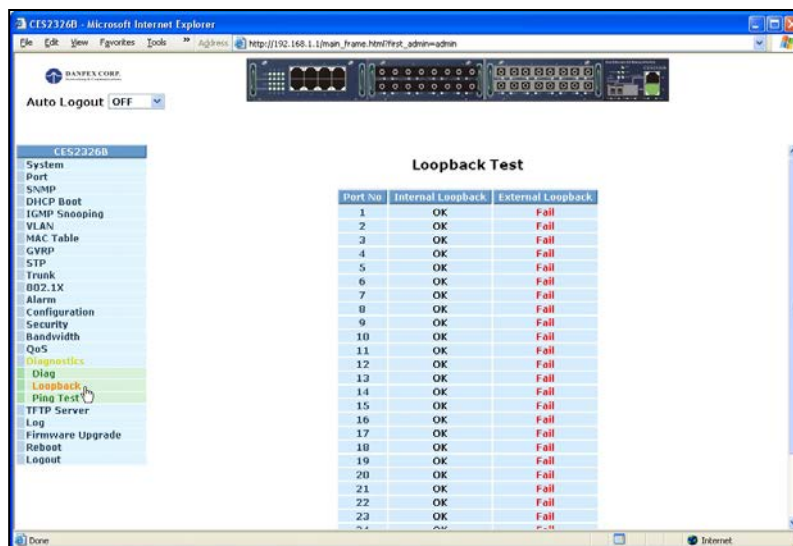 CES2326B - Microsoft Internet Explorer
File Edit View Favorites Tools » Address http://192.168.1.1/main_frame.html?first_admin=admin
DANPEX CORP.
Auto Logout OFF
CES2326B
System
Port
SNMP
DHCP Boot
IGMP Snooping
VLAN
MAC Table
GVRP
STP
Trunk
802.1X
Alarm
Configuration
Security
Bandwidth
QoS
Diagnostics
Diag
Loopback
Ping Test
TFTP Server
Log
Firmware Upgrade
Reboot
Logout
Loopback Test
Port No Internal Loopback External Loopback
1 OK Fail
2 OK Fail
3 OK Fail
4 OK Fail
5 OK Fail
6 OK Fail
7 OK Fail
8 OK Fail
9 OK Fail
10 OK Fail
11 OK Fail
12 OK Fail
13 OK Fail
14 OK Fail
15 OK Fail
16 OK Fail
17 OK Fail
18 OK Fail
19 OK Fail
20 OK Fail
21 OK Fail
22 OK Fail
23 OK Fail
24 OK Fail
Done Internet